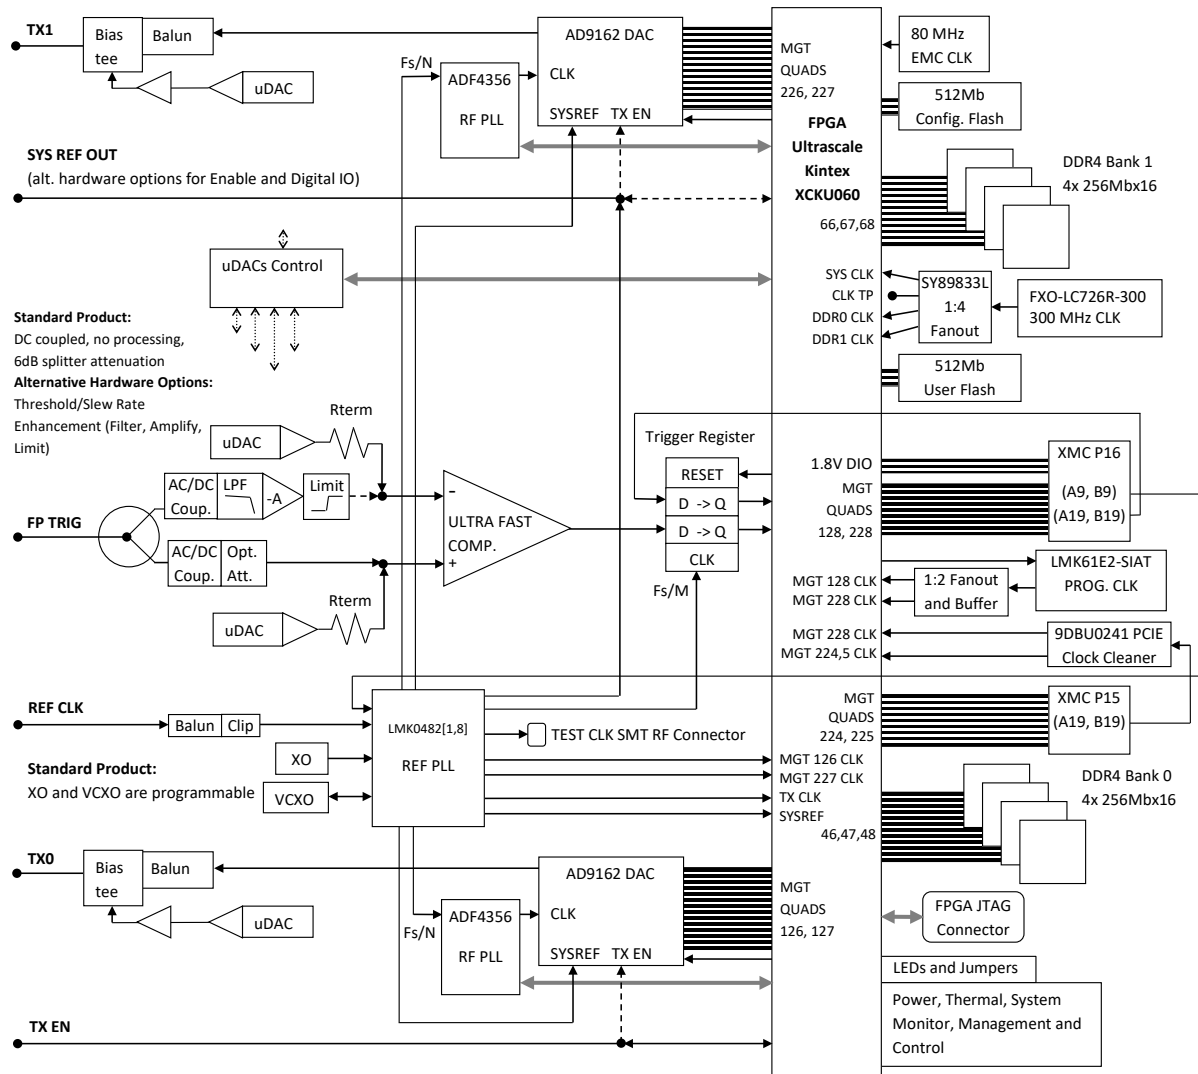 TX1
Bias
tee
Balun
uDAC
Fs/N
ADF4356
RF PLL
AD9162 DAC
CLK
SYSREF TX EN
MGT
QUADS
226, 227
FPGA
Ultrascale
Kintex
XCKU060
66,67,68
80 MHz
EMC CLK
512Mb
Config. Flash
DDR4 Bank 1
4x 256Mbx16
SYS REF OUT
(alt. hardware options for Enable and Digital IO)
uDACs Control
SYS CLK
CLK TP
DDR0 CLK
DDR1 CLK
SY89833L
1:4
Fanout
FXO-LC726R-300
300 MHz CLK
512Mb
User Flash
Standard Product:
DC coupled, no processing,
6dB splitter attenuation
Alternative Hardware Options:
Threshold/Slew Rate
Enhancement (Filter, Amplify,
Limit)
uDAC
Rterm
AC/DC
Coup.
LPF
-A
Limit
FP TRIG
AC/DC
Coup.
Opt.
Att.
uDAC
Rterm
−
ULTRA FAST
COMP.
+
Trigger Register
RESET
D -> Q
D -> Q
CLK
Fs/M
1.8V DIO
MGT
QUADS
128, 228
XMC P16
(A9, B9)
(A19, B19)
MGT 128 CLK
MGT 228 CLK
1:2 Fanout
and Buffer
LMK61E2-SIAT
PROG. CLK
MGT 228 CLK
MGT 224,5 CLK
9DBU0241 PCIE
Clock Cleaner
REF CLK
Balun
Clip
LMK0482[1,8]
REF PLL
XO
VCXO
Standard Product:
XO and VCXO are programmable
TEST CLK SMT RF Connector
MGT
QUADS
224, 225
XMC P15
(A19, B19)
MGT 126 CLK
MGT 227 CLK
TX CLK
SYSREF
46,47,48
DDR4 Bank 0
4x 256Mbx16
TX0
Bias
tee
Balun
uDAC
Fs/N
ADF4356
RF PLL
AD9162 DAC
CLK
SYSREF TX EN
MGT
QUADS
126, 127
FPGA JTAG
Connector
LEDs and Jumpers
Power, Thermal, System
Monitor, Management and
Control
TX EN